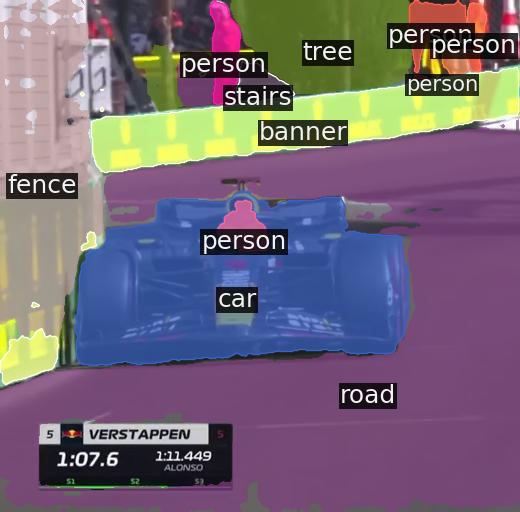 person
tree
person
person
person
stairs
banner
fence
person
car
road
5 VERSTAPPEN 5
1:07.6 1:11.449
ALONSO
S1 S2 S3